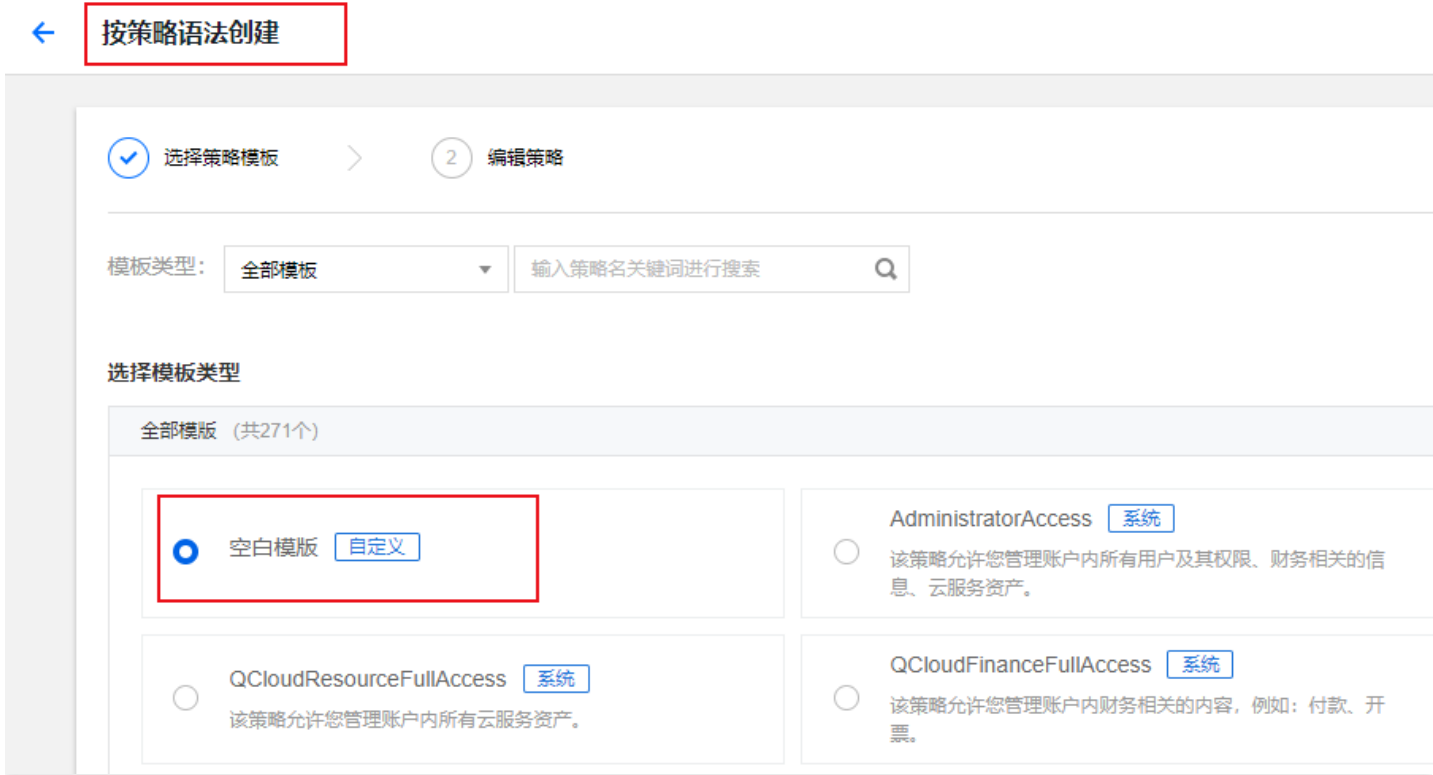 按策略语法创建
选择策略模板
2 编辑策略
模板类型： 全部模板 输入策略名关键词进行搜索
选择模板类型
全部模版 （共271个）
空白模版 自定义
AdministratorAccess 系统
该策略允许您管理账户内所有用户及其权限、财务相关的信
息、云服务资产。
QCloudResourceFullAccess 系统
该策略允许您管理账户内所有云服务资产。
QCloudFinanceFullAccess 系统
该策略允许您管理账户内财务相关的内容，例如：付款、开
票。